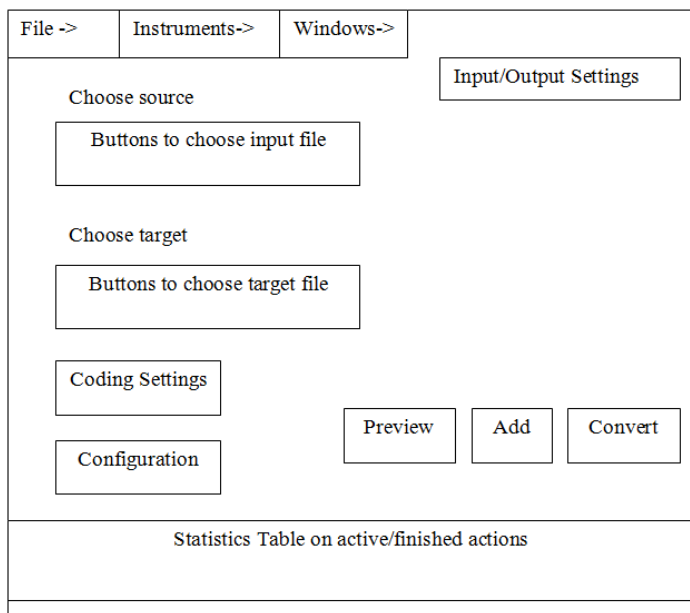 File -> Instruments-> Windows->
Input/Output Settings
Choose source
Buttons to choose input file
Choose target
Buttons to choose target file
Coding Settings
Preview Add Convert
Configuration
Statistics Table on active/finished actions